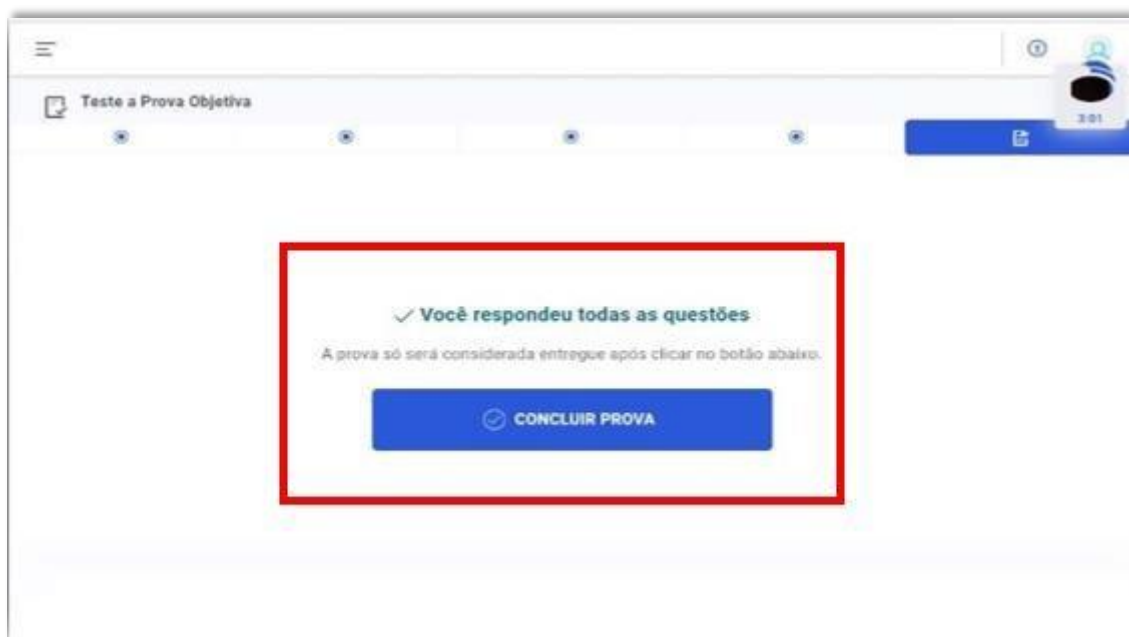 Teste a Prova Objetiva
3:01
Você respondeu todas as questões
A prova só será considerada entregue após clicar no botão abaixo.
CONCLUIR PROVA